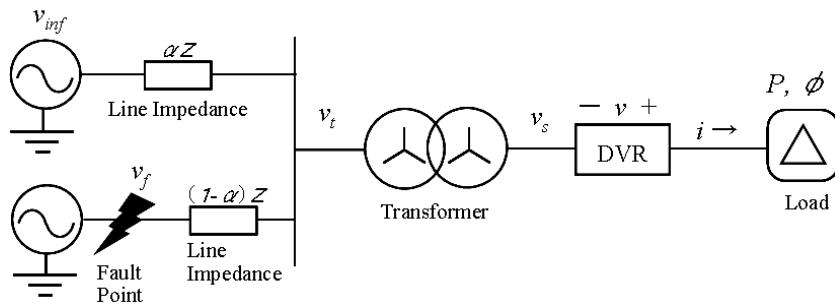 v_inf
αZ
Line Impedance
v_f
(1-α)Z
Line
Impedance
Fault
Point
v_t
Transformer
v_s
− v +
DVR
i →
P, ϕ
Load